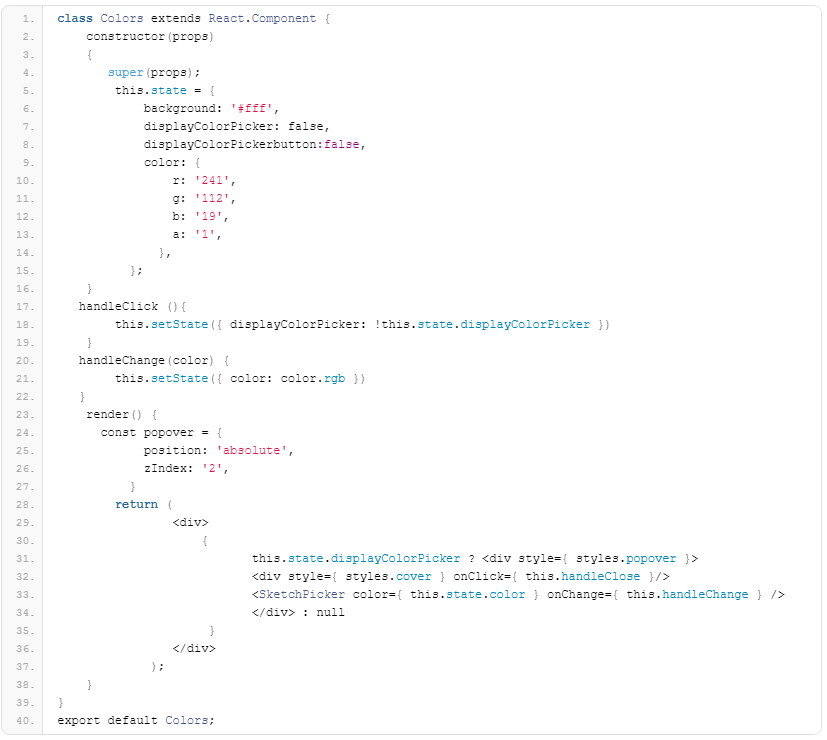 1. class Colors extends React.Component {
2.     constructor(props)
3.     {
4.        super(props);
5.         this.state = {
6.             background: '#fff',
7.             displayColorPicker: false,
8.             displayColorPickerbutton:false,
9.             color: {
10.                 r: '241',
11.                 g: '112',
12.                 b: '19',
13.                 a: '1',
14.               },
15.           };
16.     }
17.    handleClick (){
18.         this.setState({ displayColorPicker: !this.state.displayColorPicker })
19.     }
20.    handleChange(color) {
21.         this.setState({ color: color.rgb })
22.    }
23.     render() {
24.       const popover = {
25.             position: 'absolute',
26.             zIndex: '2',
27.           }
28.         return (
29.                 <div>
30.                     {
31.                            this.state.displayColorPicker ? <div style={ styles.popover }>
32.                            <div style={ styles.cover } onClick={ this.handleClose }/>
33.                            <SketchPicker color={ this.state.color } onChange={ this.handleChange } />
34.                            </div> : null
35.                      }
36.                 </div>
37.              );
38.     }
39. }
40. export default Colors;